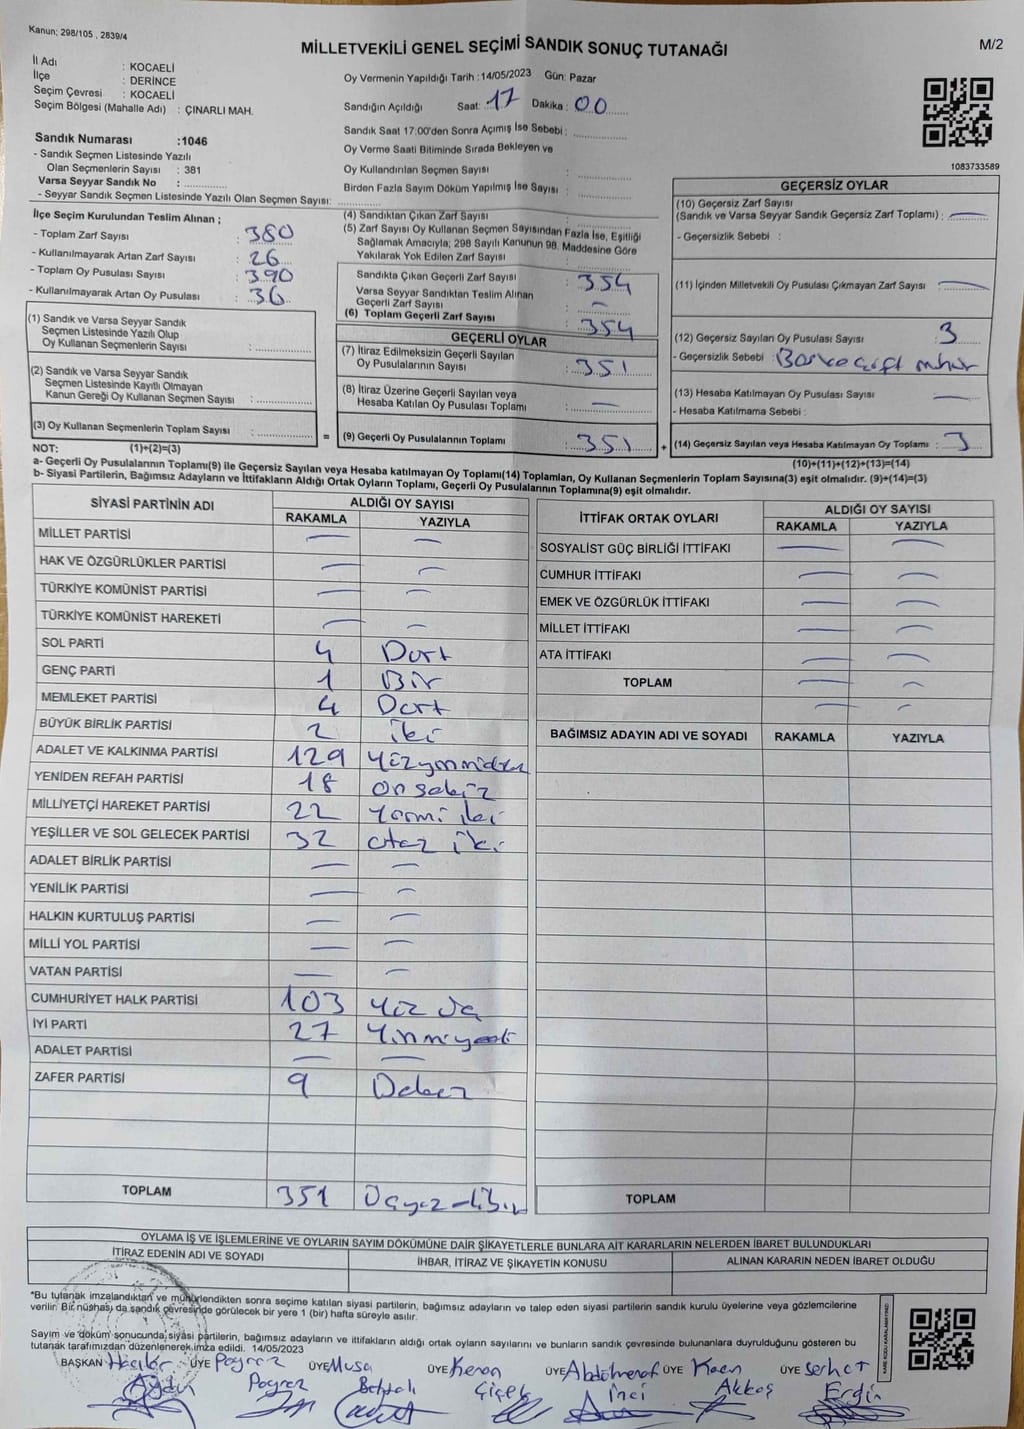 Kanun; 298/105 , 2839/4
MİLLETVEKİLİ GENEL SEÇİMİ SANDIK SONUÇ TUTANAĞI
M/2
İl Adı : KOCAELİ
İlçe : DERİNCE
Seçim Çevresi : KOCAELİ
Seçim Bölgesi (Mahalle Adı) : ÇINARLI MAH.
Oy Vermenin Yapıldığı Tarih :14/05/2023 Gün: Pazar
Sandığın Açıldığı Saat: 17 Dakika : 00
Sandık Saat 17:00'den Sonra Açımış İse Sebebi :
Oy Verme Saati Bitiminde Sırada Bekleyen ve
Oy Kullandırılan Seçmen Sayısı :
Birden Fazla Sayım Döküm Yapılmış İse Sayısı :
1083733589
Sandık Numarası :1046
- Sandık Seçmen Listesinde Yazılı
Olan Seçmenlerin Sayısı : 381
Varsa Seyyar Sandık No :
- Seyyar Sandık Seçmen Listesinde Yazılı Olan Seçmen Sayısı:
İlçe Seçim Kurulundan Teslim Alınan ;
- Toplam Zarf Sayısı : 380
- Kullanılmayarak Artan Zarf Sayısı : 26
- Toplam Oy Pusulası Sayısı : 390
- Kullanılmayarak Artan Oy Pusulası : 36
(1) Sandık ve Varsa Seyyar Sandık
Seçmen Listesinde Yazılı Olup
Oy Kullanan Seçmenlerin Sayısı :
(2) Sandık ve Varsa Seyyar Sandık
Seçmen Listesinde Kayıtlı Olmayan
Kanun Gereği Oy Kullanan Seçmen Sayısı :
(3) Oy Kullanan Seçmenlerin Toplam Sayısı : =
(4) Sandıktan Çıkan Zarf Sayısı :
(5) Zarf Sayısı Oy Kullanan Seçmen Sayısından Fazla İse, Eşitliği
Sağlamak Amacıyla; 298 Sayılı Kanunun 98. Maddesine Göre
Yakılarak Yok Edilen Zarf Sayısı :
Sandıkta Çıkan Geçerli Zarf Sayısı : 354
Varsa Seyyar Sandıktan Teslim Alınan
Geçerli Zarf Sayısı : —
(6) Toplam Geçerli Zarf Sayısı : 354
GEÇERLİ OYLAR
(7) İtiraz Edilmeksizin Geçerli Sayılan
Oy Pusulalarının Sayısı : 351
(8) İtiraz Üzerine Geçerli Sayılan veya
Hesaba Katılan Oy Pusulası Toplamı : —
(9) Geçerli Oy Pusulalarının Toplamı : 351 +
GEÇERSİZ OYLAR
(10) Geçersiz Zarf Sayısı
(Sandık ve Varsa Seyyar Sandık Geçersiz Zarf Toplamı) : —
- Geçersizlik Sebebi :
(11) İçinden Milletvekili Oy Pusulası Çıkmayan Zarf Sayısı : —
(12) Geçersiz Sayılan Oy Pusulası Sayısı : 3
- Geçersizlik Sebebi : çift mühür
(13) Hesaba Katılmayan Oy Pusulası Sayısı : —
- Hesaba Katılmama Sebebi :
(14) Geçersiz Sayılan veya Hesaba Katılmayan Oy Toplamı : 3
NOT: (1)+(2)=(3)
(10)+(11)+(12)+(13)=(14)
a- Geçerli Oy Pusulalarının Toplamı(9) ile Geçersiz Sayılan veya Hesaba katılmayan Oy Toplamı(14) Toplamları, Oy Kullanan Seçmenlerin Toplam Sayısına(3) eşit olmalıdır. (9)+(14)=(3)
b- Siyasi Partilerin, Bağımsız Adayların ve İttifakların Aldığı Ortak Oyların Toplamı, Geçerli Oy Pusulalarının Toplamına(9) eşit olmalıdır.
SİYASİ PARTİNİN ADI ALDIĞI OY SAYISI
RAKAMLA YAZIYLA
MİLLET PARTİSİ — —
HAK VE ÖZGÜRLÜKLER PARTİSİ — —
TÜRKİYE KOMÜNİST PARTİSİ — —
TÜRKİYE KOMÜNİST HAREKETİ — —
SOL PARTİ 4 Dort
GENÇ PARTİ 1 Bir
MEMLEKET PARTİSİ 4 Dort
BÜYÜK BİRLİK PARTİSİ 2 iki
ADALET VE KALKINMA PARTİSİ 129
YENİDEN REFAH PARTİSİ 18 on sekiz
MİLLİYETÇİ HAREKET PARTİSİ 22 Yirmi iki
YEŞİLLER VE SOL GELECEK PARTİSİ 32 otuz iki
ADALET BİRLİK PARTİSİ — —
YENİLİK PARTİSİ — —
HALKIN KURTULUŞ PARTİSİ — —
MİLLİ YOL PARTİSİ — —
VATAN PARTİSİ — —
CUMHURİYET HALK PARTİSİ 103 Yüz üç
İYİ PARTİ 27 Yirmiyedi
ADALET PARTİSİ — —
ZAFER PARTİSİ 9 Dokuz
TOPLAM 351
İTTİFAK ORTAK OYLARI ALDIĞI OY SAYISI
RAKAMLA YAZIYLA
SOSYALİST GÜÇ BİRLİĞİ İTTİFAKI — —
CUMHUR İTTİFAKI — —
EMEK VE ÖZGÜRLÜK İTTİFAKI — —
MİLLET İTTİFAKI — —
ATA İTTİFAKI — —
TOPLAM — —
— —
BAĞIMSIZ ADAYIN ADI VE SOYADI RAKAMLA YAZIYLA
TOPLAM
OYLAMA İŞ VE İŞLEMLERİNE VE OYLARIN SAYIM DÖKÜMÜNE DAİR ŞİKAYETLERLE BUNLARA AİT KARARLARIN NELERDEN İBARET BULUNDUKLARI
İTİRAZ EDENİN ADI VE SOYADI İHBAR, İTİRAZ VE ŞİKAYETİN KONUSU ALINAN KARARIN NEDEN İBARET OLDUĞU
*Bu tutanak imzalandıktan ve mühürlendikten sonra seçime katılan siyasi partilerin, bağımsız adayların ve talep eden siyasi partilerin sandık kurulu üyelerine veya gözlemcilerine
verilir. Bir nüshası da sandık çevresinde görülecek bir yere 1 (bir) hafta süreyle asılır.
Sayım ve döküm sonucunda siyasi partilerin, bağımsız adayların ve ittifakların aldığı ortak oyların sayılarını ve bunların sandık çevresinde bulunanlara duyrulduğunu gösteren bu
tutanak tarafımızdan düzenlenerek imza edildi. 14/05/2023
BAŞKAN ÜYE Poyraz ÜYE Musa ÜYE Kenan ÜYE ÜYE Kaan ÜYE Serhat
Aydın Poyraz Çiçek İnci Akkoş Ergin